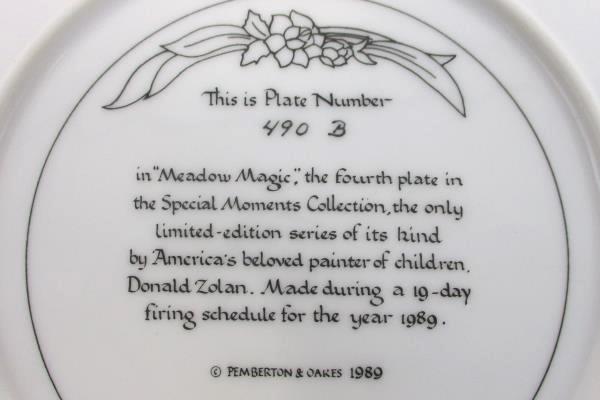 This is Plate Number
490 B
in "Meadow Magic," the fourth plate in
the Special Moments Collection, the only
limited-edition series of its kind
by America's beloved painter of children,
Donald Zolan. Made during a 19-day
firing schedule for the year 1989.
© PEMBERTON & OAKES 1989